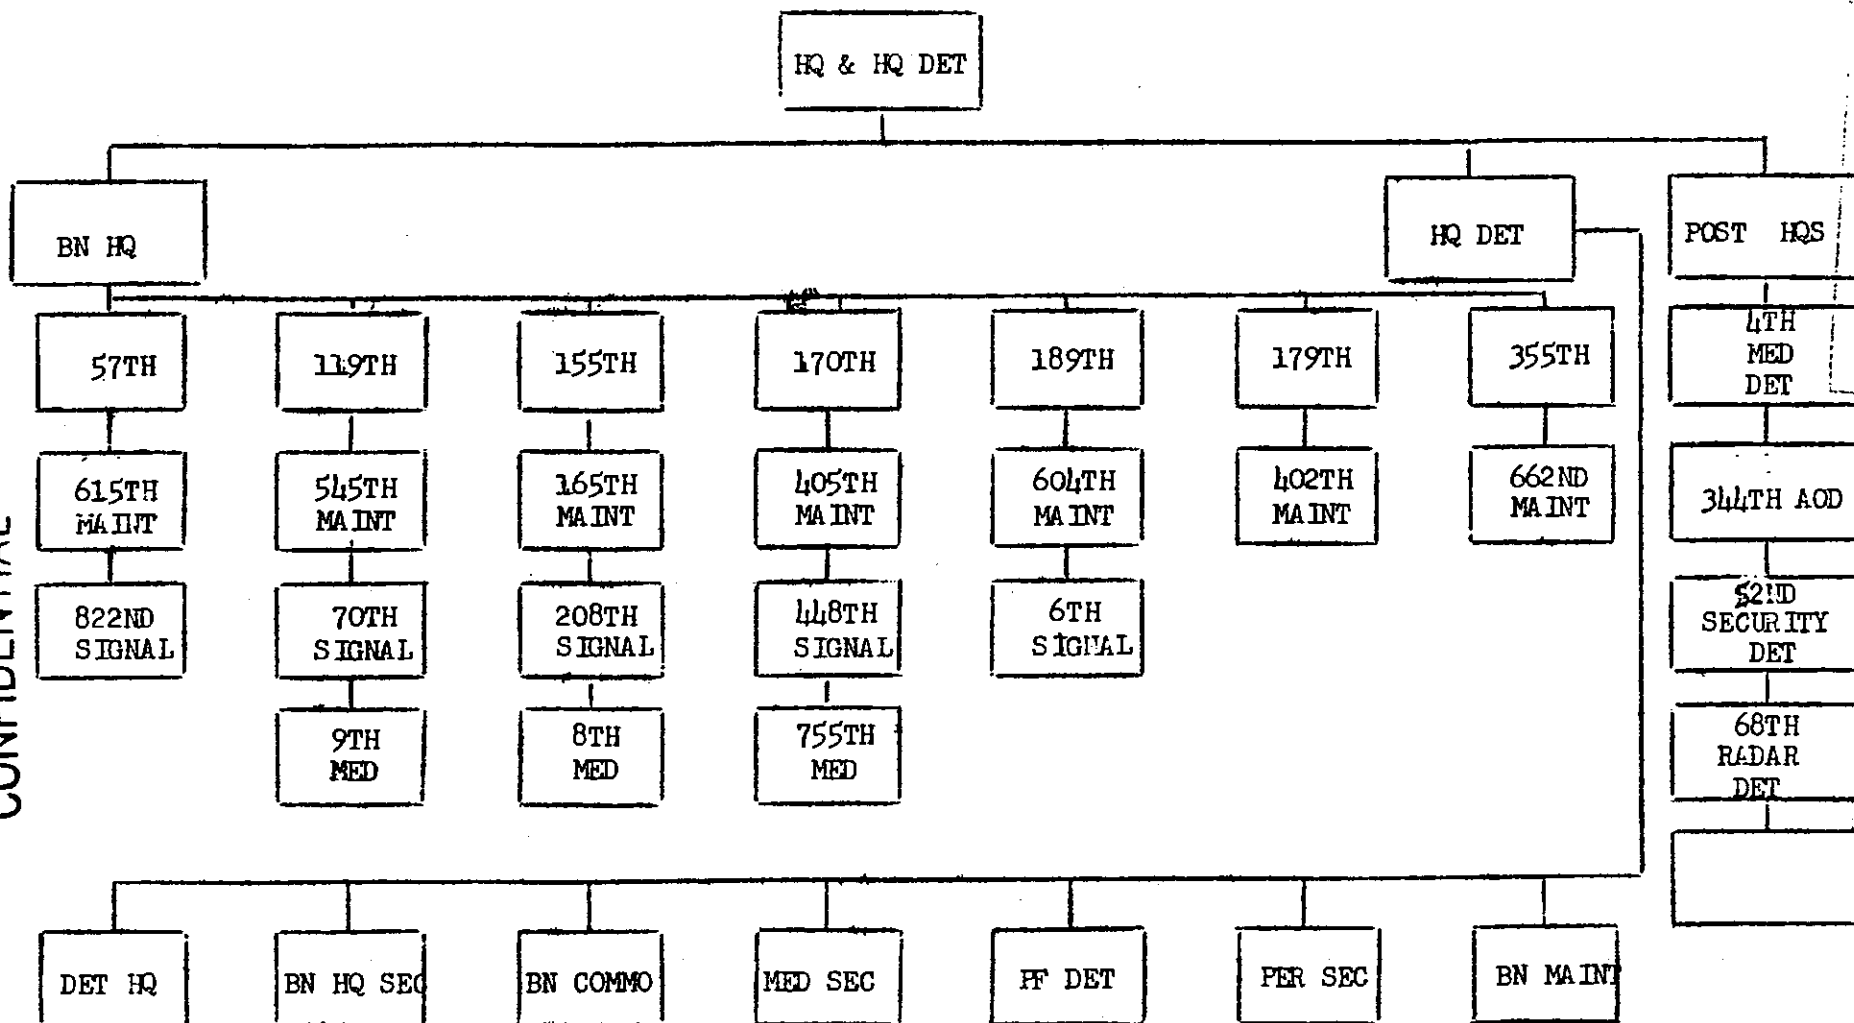 HQ & HQ DET
BN HQ
HQ DET
POST HQS
57TH
119TH
155TH
170TH
189TH
179TH
355TH
4TH
MED
DET
615TH
MAINT
545TH
MAINT
165TH
MAINT
405TH
MAINT
604TH
MAINT
402TH
MAINT
662ND
MAINT
344TH AOD
822ND
SIGNAL
70TH
SIGNAL
208TH
SIGNAL
448TH
SIGNAL
6TH
SIGNAL
52ND
SECURITY
DET
9TH
MED
8TH
MED
755TH
MED
68TH
RADAR
DET
CONFIDENTIAL
DET HQ
BN HQ SEC
BN COMMO
MED SEC
PF DET
PER SEC
BN MAINT